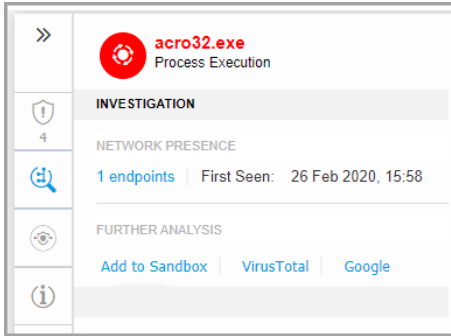 acro32.exe
Process Execution
INVESTIGATION
4
NETWORK PRESENCE
1 endpoints First Seen: 26 Feb 2020, 15:58
FURTHER ANALYSIS
Add to Sandbox VirusTotal Google